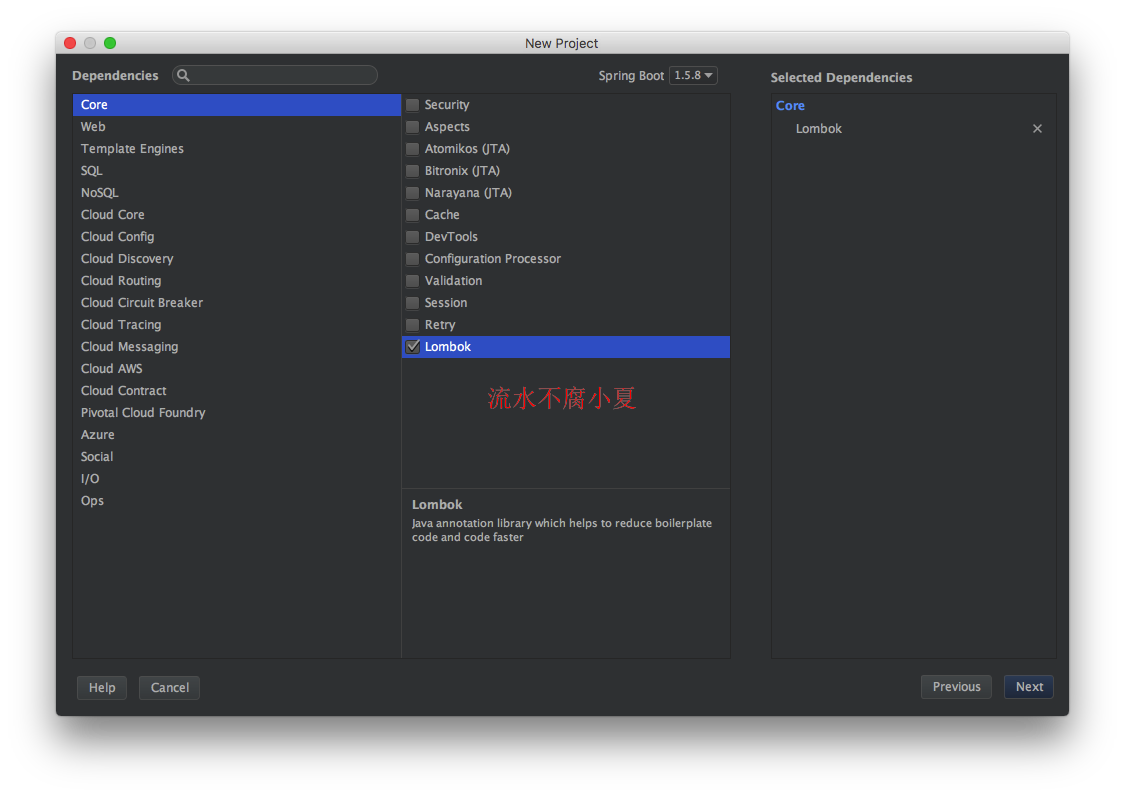 New Project
Dependencies
Spring Boot 1.5.8
Selected Dependencies
Core
Web
Template Engines
SQL
NoSQL
Cloud Core
Cloud Config
Cloud Discovery
Cloud Routing
Cloud Circuit Breaker
Cloud Tracing
Cloud Messaging
Cloud AWS
Cloud Contract
Pivotal Cloud Foundry
Azure
Social
I/O
Ops
Security
Aspects
Atomikos (JTA)
Bitronix (JTA)
Narayana (JTA)
Cache
DevTools
Configuration Processor
Validation
Session
Retry
Lombok
流水不腐小夏
Lombok
Java annotation library which helps to reduce boilerplate
code and code faster
Core
Lombok
Help
Cancel
Previous
Next